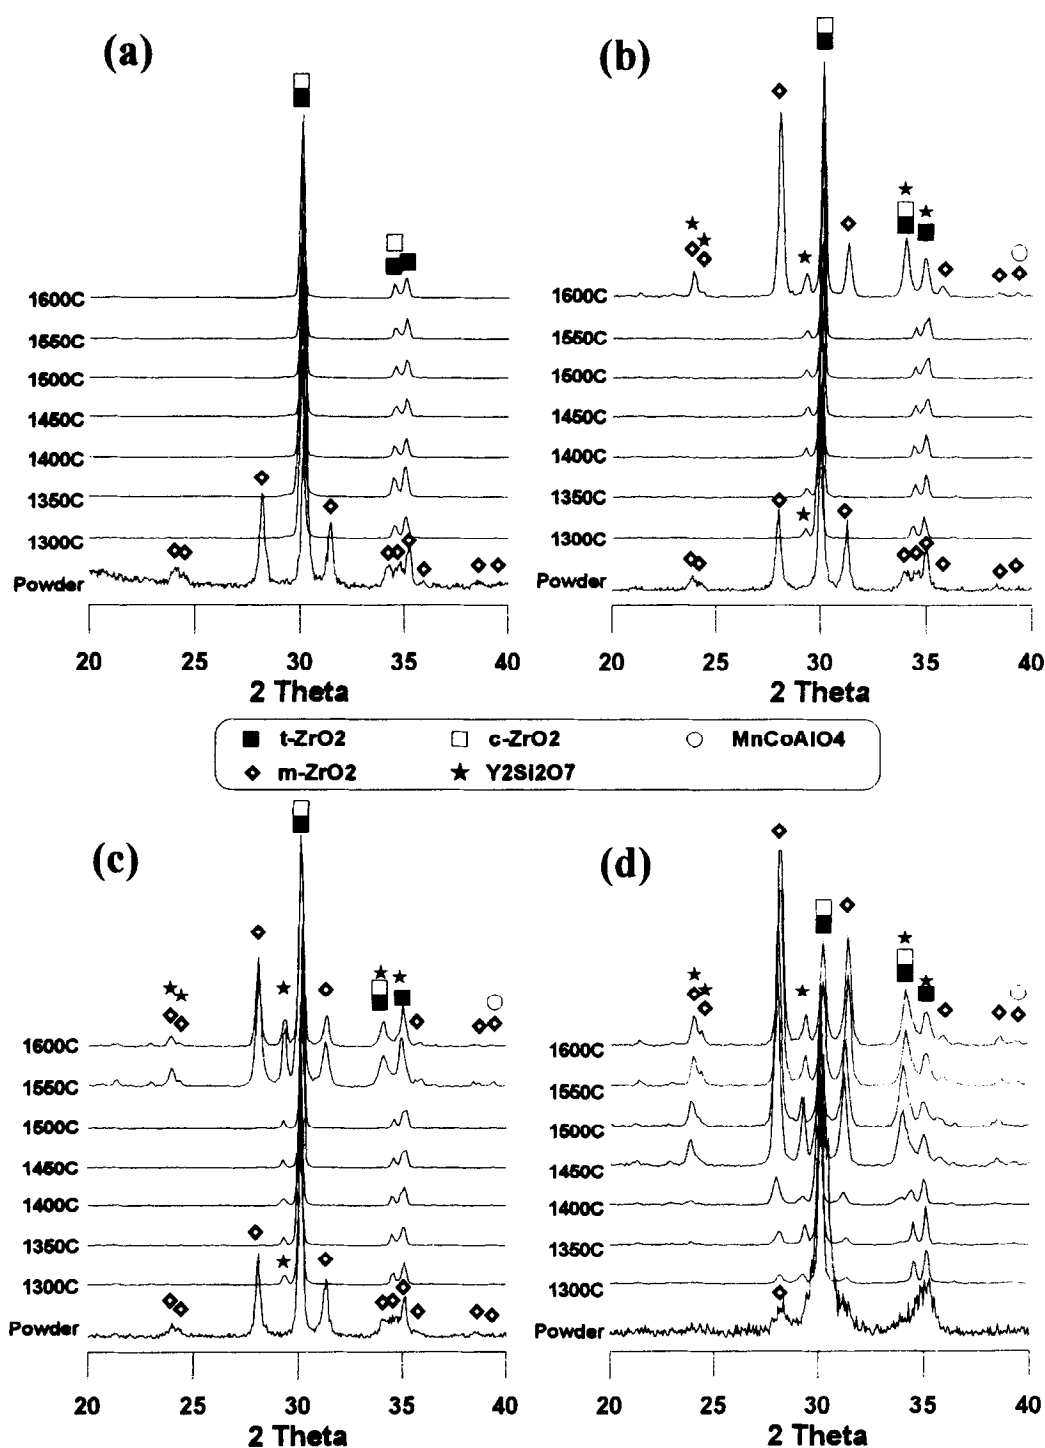 (a)
1600C
1550C
1500C
1450C
1400C
1350C
1300C
Powder
20 25 30 35 40
2 Theta
(b)
1600C
1550C
1500C
1450C
1400C
1350C
1300C
Powder
20 25 30 35 40
2 Theta
t-ZrO2 c-ZrO2 MnCoAlO4
m-ZrO2 Y2Si2O7
(c)
1600C
1550C
1500C
1450C
1400C
1350C
1300C
Powder
20 25 30 35 40
2 Theta
(d)
1600C
1550C
1500C
1450C
1400C
1350C
1300C
Powder
20 25 30 35 40
2 Theta